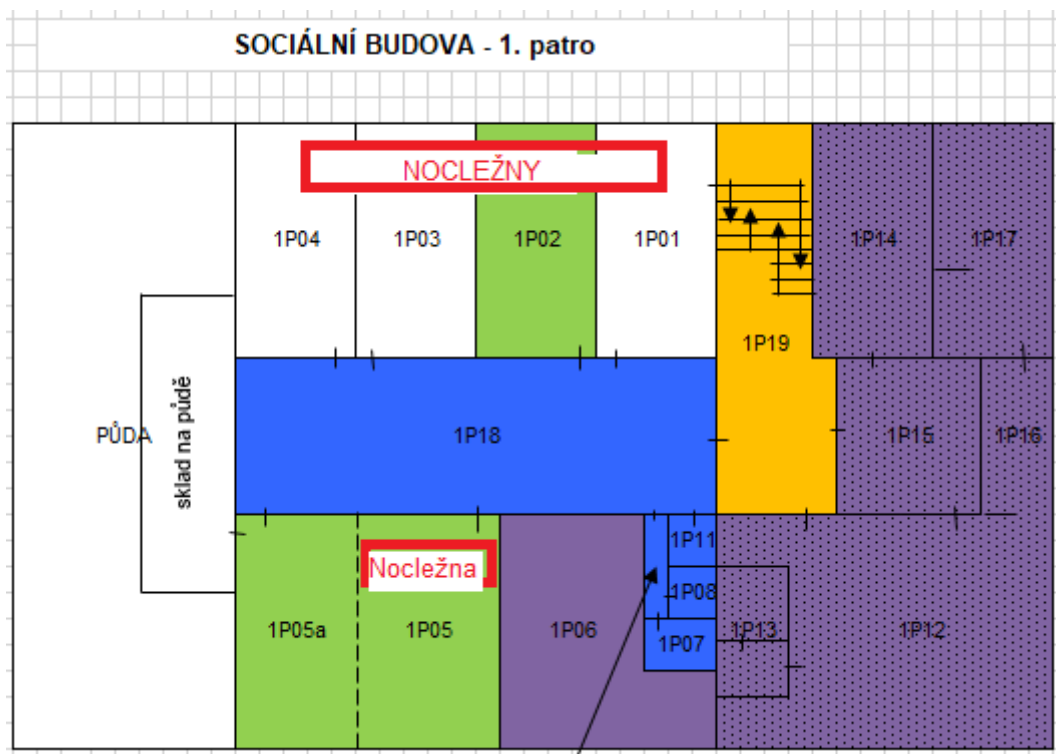 SOCIÁLNÍ BUDOVA - 1. patro
NOCLEŽNY
1P04
1P03
1P02
1P01
1P14
1P17
1P19
PŮDA
sklad na půdě
1P18
1P15
1P16
Nocležna
1P11
1P08
1P05a
1P05
1P06
1P07
1P13
1P12